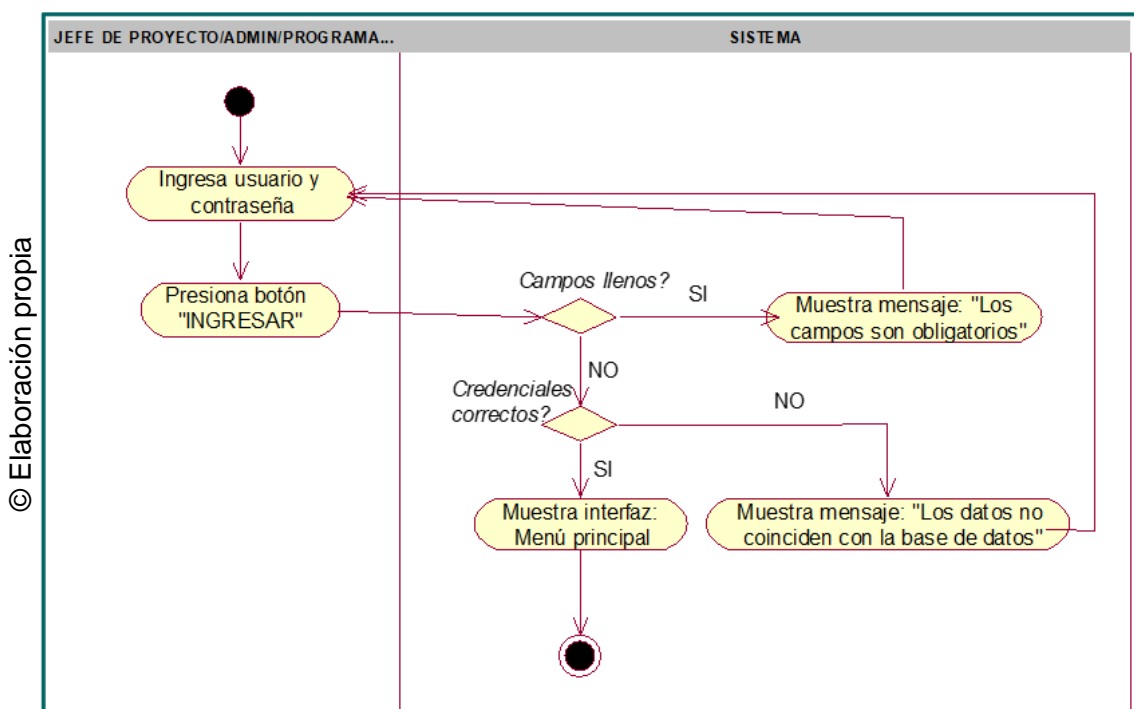 JEFE DE PROYECTO/ADMIN/PROGRAMA...
SISTEMA
Ingresa usuario y
contraseña
Presiona botón
"INGRESAR"
Campos llenos?
SI
Muestra mensaje: "Los
campos son obligatorios"
NO
Credenciales
correctos?
NO
SI
Muestra interfaz:
Menú principal
Muestra mensaje: "Los datos no
coinciden con la base de datos"
© Elaboración propia